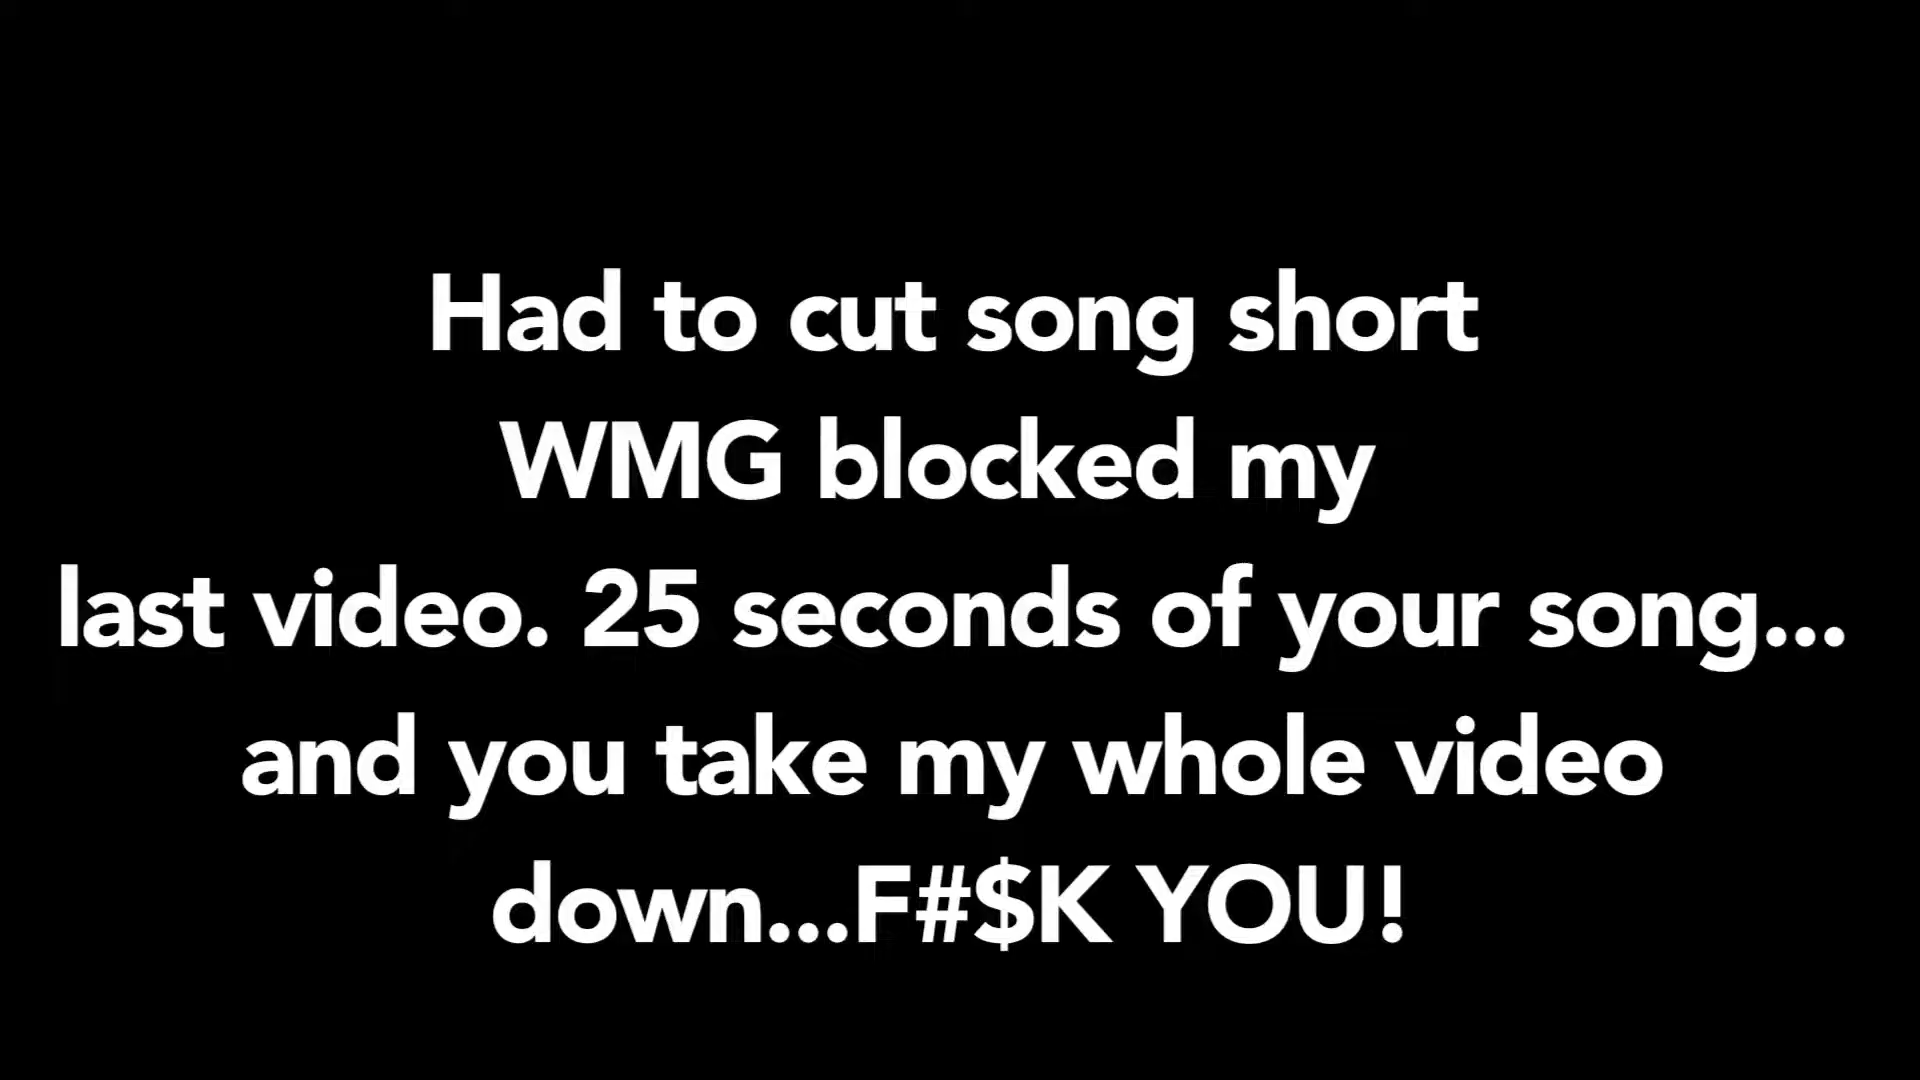 Had to cut song short
WMG blocked my
last video. 25 seconds of your song...
and you take my whole video
down...F#$K YOU!